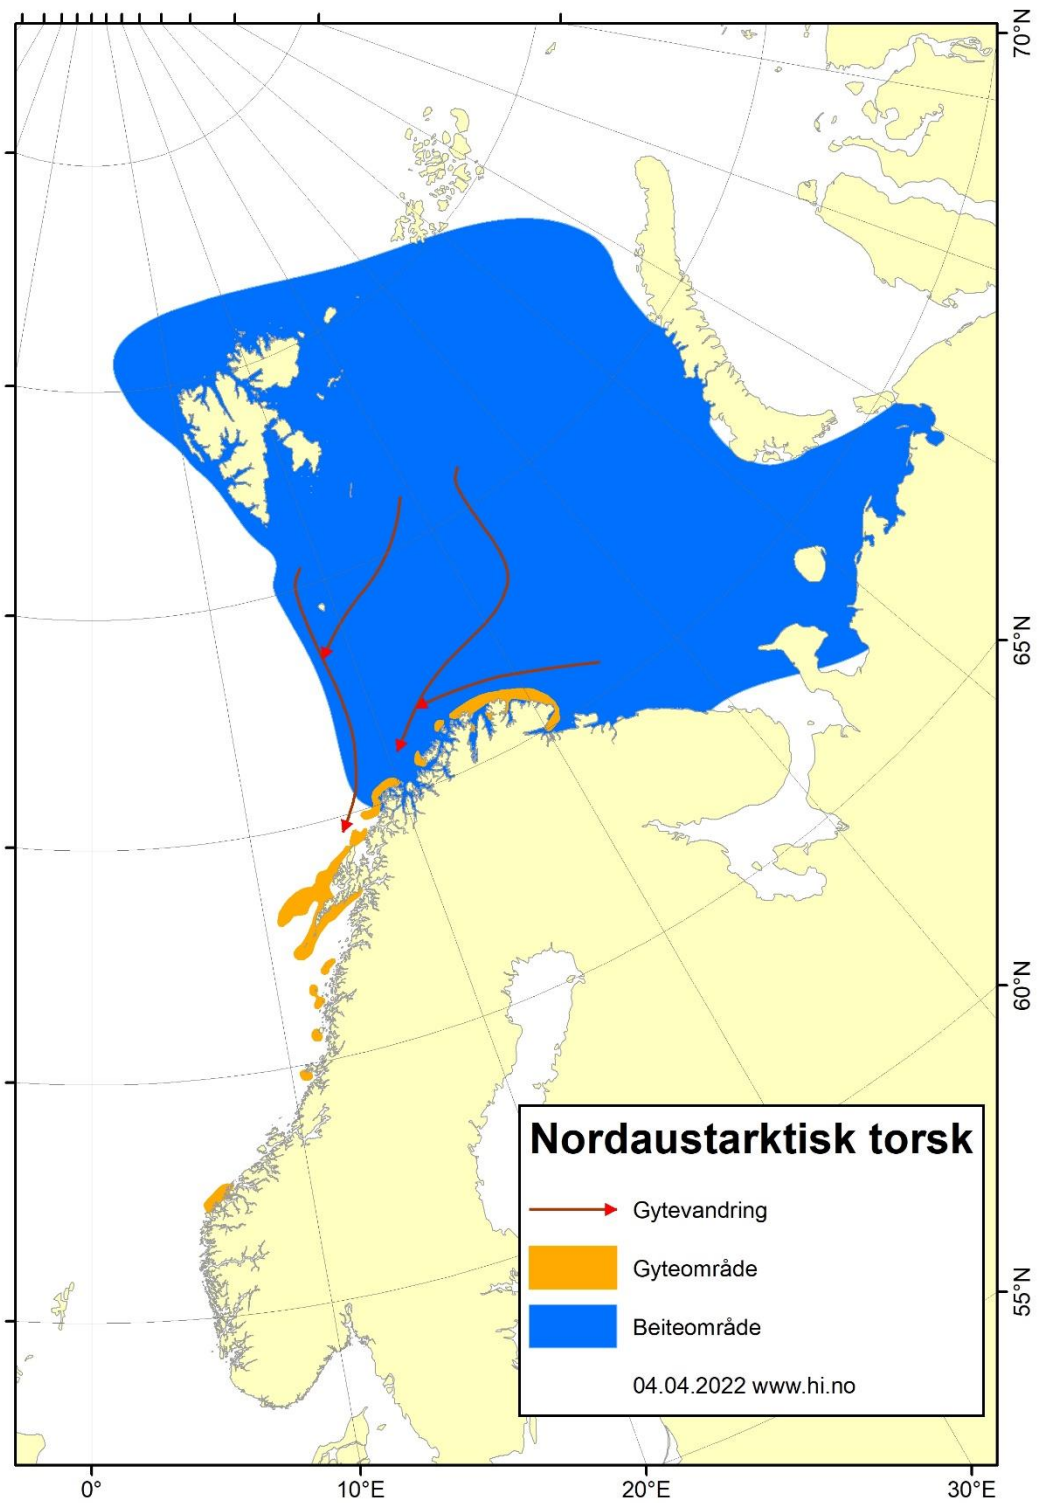 70°N
65°N
60°N
55°N
Nordaustarktisk torsk
Gytevandring
Gyteområde
Beiteområde
04.04.2022 www.hi.no
0°
10°E
20°E
30°E